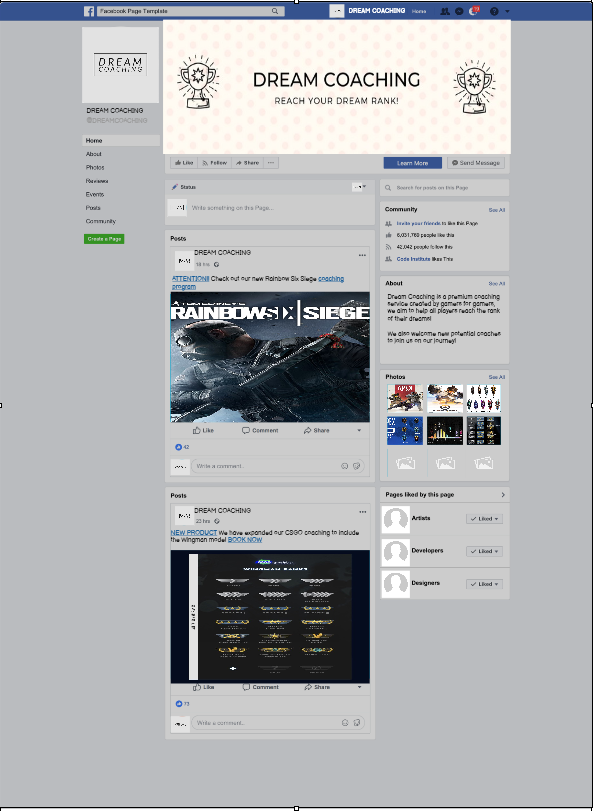 Facebook Page Template
DREAM COACHING
Home
DREAM
COACHING
DREAM COACHING
REACH YOUR DREAM RANK!
DREAM COACHING
@DREAMCOACHING
Like
Follow
Share
Learn More
Send Message
Home
About
Photos
Reviews
Events
Posts
Community
Create a Page
Status
Write something on this Page...
Posts
DREAM COACHING
18 hrs
ATTENTION!! Check out our new Rainbow Six Siege coaching
program
RAINBOW SIX | SIEGE
Like
Comment
Share
42
Write a comment..
Posts
DREAM COACHING
23 hrs
NEW PRODUCT We have expanded our CSGO coaching to include
the Wingman mode! BOOK NOW
WINGMAN RANKS
Like
Comment
Share
73
Write a comment..
Search for posts on this Page
Community
See All
Invite your friends to like this Page
6,031,769 people like this
42,042 people follow this
Code Institute likes This
About
See All
Dream Coaching is a premium coaching
service created by gamers for gamers,
we aim to help all players reach the rank
of their dreams!
We also welcome new potential coaches
to join us on our journey!
Photos
See All
APEX
Pages liked by this page
Artists
Liked
Developers
Liked
Designers
Liked